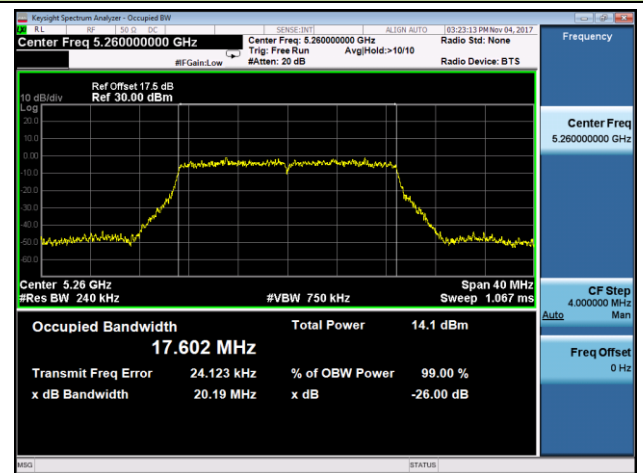 Keysight Spectrum Analyzer - Occupied BW
RL RF 50 Ω DC SENSE:INT ALIGN AUTO 03:23:13 PM Nov 04, 2017
Center Freq 5.260000000 GHz Center Freq: 5.260000000 GHz Radio Std: None Frequency
Trig: Free Run Avg|Hold:>10/10
#IFGain:Low #Atten: 20 dB Radio Device: BTS
Ref Offset 17.5 dB
10 dB/div Ref 30.00 dBm
Log
20.0
10.0
0.00
-10.0
-20.0
-30.0
-40.0
-50.0
-60.0
Center Freq
5.260000000 GHz
Center 5.26 GHz Span 40 MHz
#Res BW 240 kHz #VBW 750 kHz Sweep 1.067 ms
CF Step
4.000000 MHz
Auto Man
Occupied Bandwidth Total Power 14.1 dBm
17.602 MHz
Transmit Freq Error 24.123 kHz % of OBW Power 99.00 %
x dB Bandwidth 20.19 MHz x dB -26.00 dB
Freq Offset
0 Hz
MSG STATUS